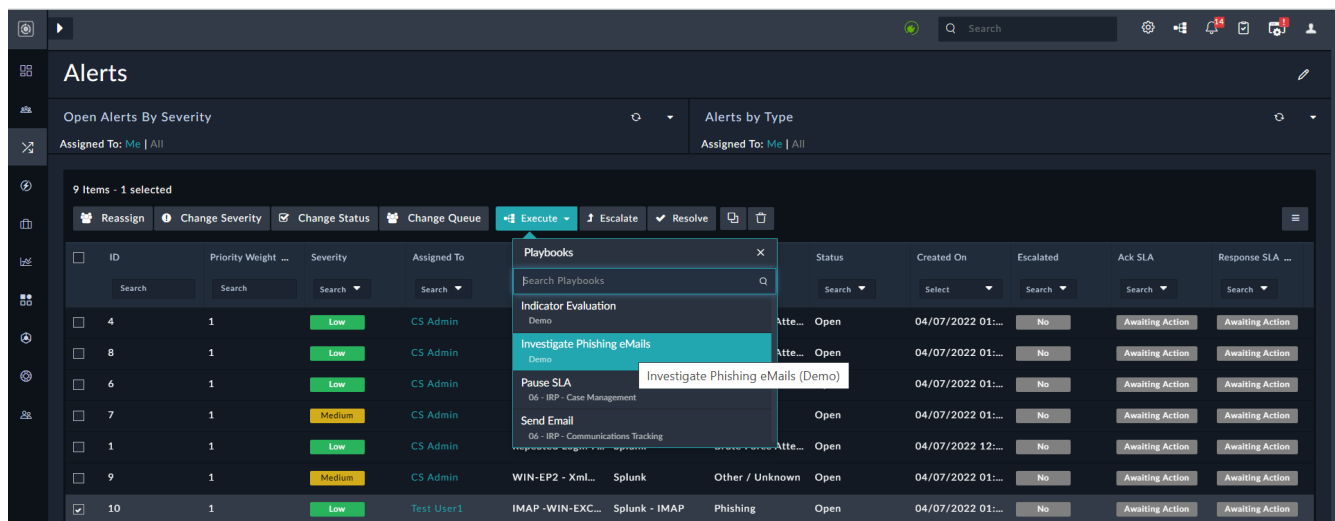 14
Search
Alerts
Open Alerts By Severity
Alerts by Type
Assigned To: Me | All
Assigned To: Me | All
9 Items - 1 selected
Reassign Change Severity Change Status Change Queue Execute Escalate Resolve
Playbooks
Search Playbooks
Indicator Evaluation
Demo
Investigate Phishing eMails
Demo
Investigate Phishing eMails (Demo)
Pause SLA
06 - IRP - Case Management
Send Email
06 - IRP - Communications Tracking
ID Priority Weight ... Severity Assigned To Status Created On Escalated Ack SLA Response SLA ...
Search Search Search Search Search Select Search Search Search
4 1 Low CS Admin Atte... Open 04/07/2022 01:... No Awaiting Action Awaiting Action
8 1 Low CS Admin Atte... Open 04/07/2022 01:... No Awaiting Action Awaiting Action
6 1 Low CS Admin Open 04/07/2022 01:... No Awaiting Action Awaiting Action
7 1 Medium CS Admin Open 04/07/2022 01:... No Awaiting Action Awaiting Action
1 1 Low CS Admin Atte... Open 04/07/2022 12:... No Awaiting Action Awaiting Action
9 1 Medium CS Admin WIN-EP2 - Xml... Splunk Other / Unknown Open 04/07/2022 01:... No Awaiting Action Awaiting Action
10 1 Low Test User1 IMAP -WIN-EXC... Splunk - IMAP Phishing Open 04/07/2022 01:... No Awaiting Action Awaiting Action